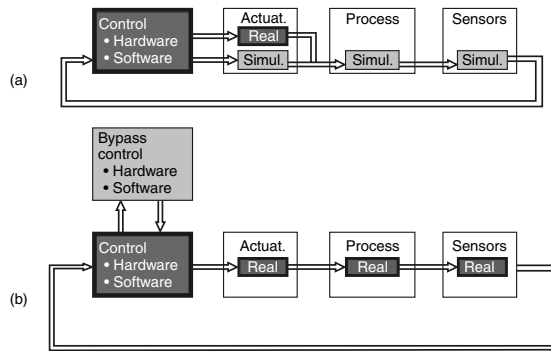 Control
• Hardware
• Software
Actuat.
Real
Simul.
Process
Simul.
Sensors
Simul.
(a)
Bypass
control
• Hardware
• Software
Control
• Hardware
• Software
Actuat.
Real
Process
Real
Sensors
Real
(b)